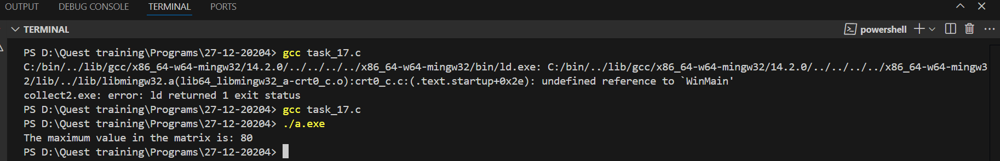 OUTPUT DEBUG CONSOLE TERMINAL PORTS
TERMINAL powershell
PS D:\Quest training\Programs\27-12-20204> gcc task_17.c
C:/bin/../lib/gcc/x86_64-w64-mingw32/14.2.0/../../../../x86_64-w64-mingw32/bin/ld.exe: C:/bin/../lib/gcc/x86_64-w64-mingw32/14.2.0/../../../../x86_64-w64-mingw3
2/lib/../lib/libmingw32.a(lib64_libmingw32_a-crt0_c.o):crt0_c.c:(.text.startup+0x2e): undefined reference to `WinMain'
collect2.exe: error: ld returned 1 exit status
PS D:\Quest training\Programs\27-12-20204> gcc task_17.c
PS D:\Quest training\Programs\27-12-20204> ./a.exe
The maximum value in the matrix is: 80
PS D:\Quest training\Programs\27-12-20204>